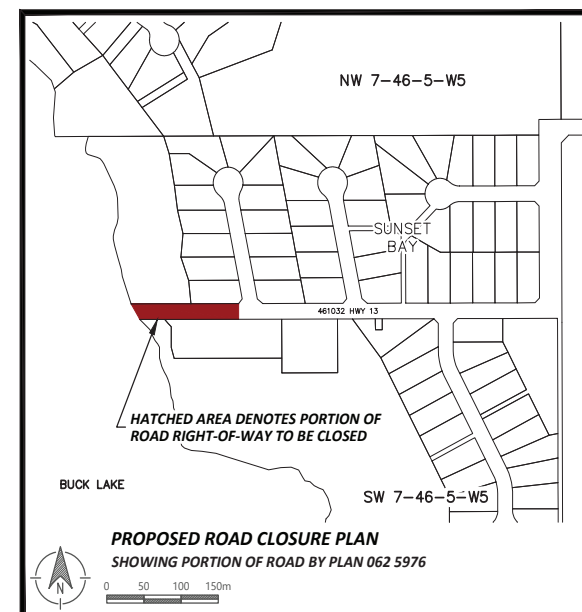 NW 7-46-5-W5
SUNSET
BAY
461032 HWY 13
HATCHED AREA DENOTES PORTION OF
ROAD RIGHT-OF-WAY TO BE CLOSED
BUCK LAKE
SW 7-46-5-W5
PROPOSED ROAD CLOSURE PLAN
SHOWING PORTION OF ROAD BY PLAN 062 5976
N
0 50 100 150m